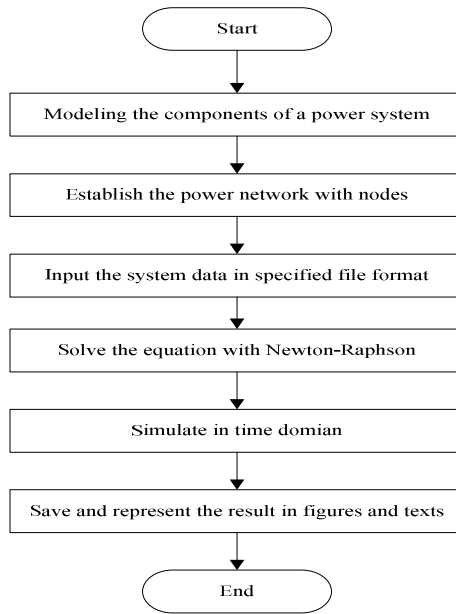 Start
Modeling the components of a power system
Establish the power network with nodes
Input the system data in specified file format
Solve the equation with Newton-Raphson
Simulate in time domian
Save and represent the result in figures and texts
End